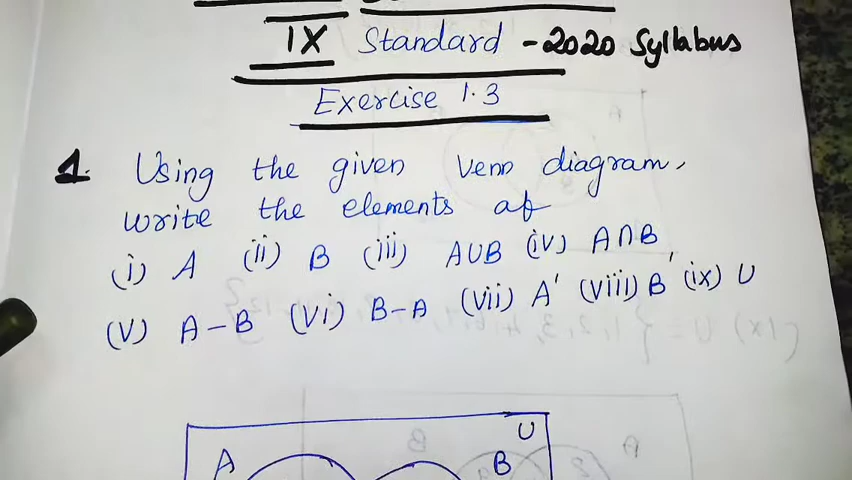 IX Standard - 2020 Syllabus
Exercise 1.3
1. Using the given Venn diagram,
write the elements of
(i) A (ii) B (iii) A∪B (iv) A∩B
(v) A-B (vi) B-A (vii) A' (viii) B' (ix) U
U
A B